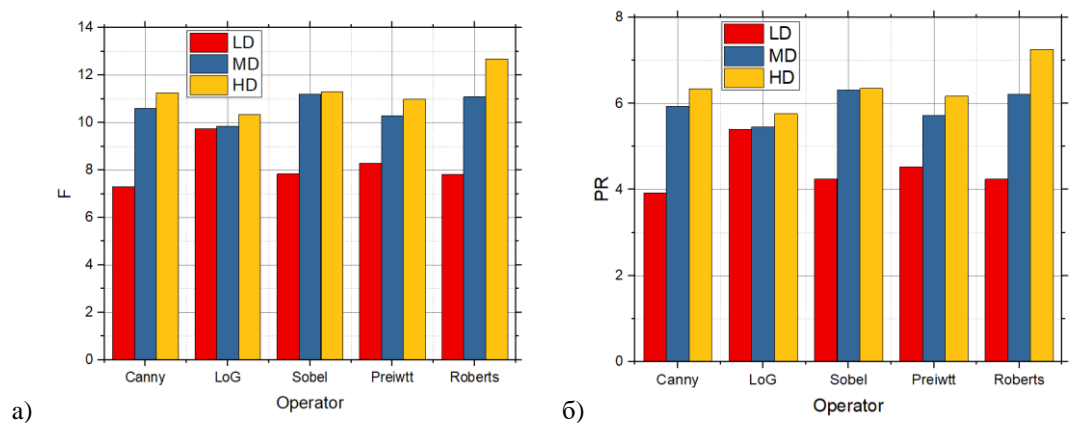 14
12
10
8
6
4
2
0
F
LD
MD
HD
Canny
LoG
Sobel
Preiwtt
Roberts
Operator
а)
8
6
4
2
0
PR
LD
MD
HD
Canny
LoG
Sobel
Preiwtt
Roberts
Operator
б)